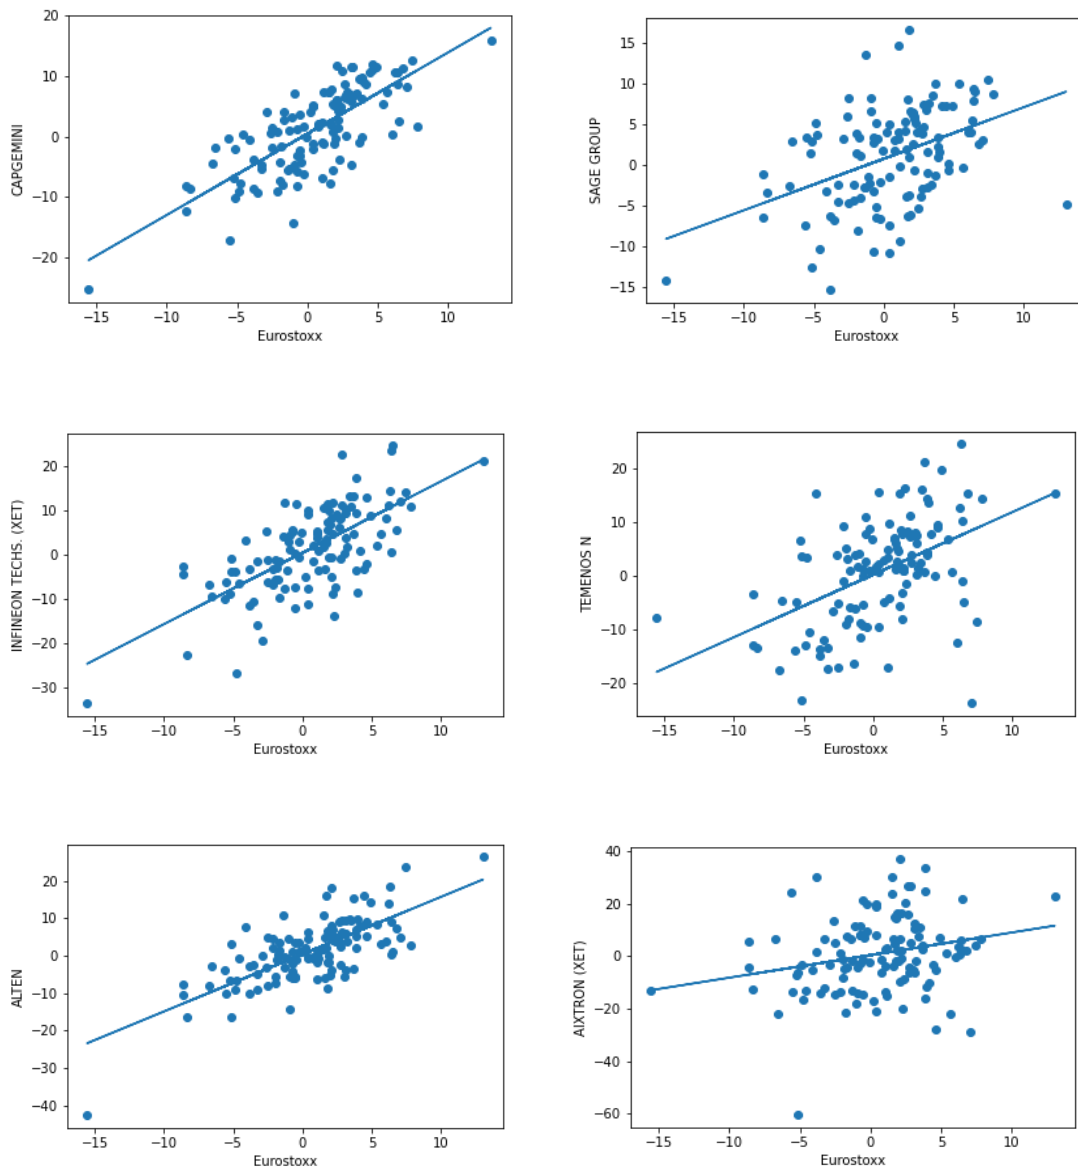 20
10
0
−10
−20
CAPGEMINI
−15 −10 −5 0 5 10
Eurostoxx
15
10
5
0
−5
−10
−15
SAGE GROUP
−15 −10 −5 0 5 10
Eurostoxx
20
10
0
−10
−20
−30
INFINEON TECHS. (XET)
−15 −10 −5 0 5 10
Eurostoxx
20
10
0
−10
−20
TEMENOS N
−15 −10 −5 0 5 10
Eurostoxx
20
10
0
−10
−20
−30
−40
ALTEN
−15 −10 −5 0 5 10
Eurostoxx
40
20
0
−20
−40
−60
AIXTRON (XET)
−15 −10 −5 0 5 10
Eurostoxx